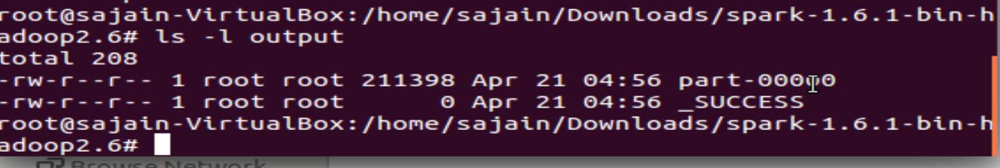 root@sajain-VirtualBox:/home/sajain/Downloads/spark-1.6.1-bin-h
adoop2.6# ls -l output
total 208
-rw-r--r-- 1 root root 211398 Apr 21 04:56 part-00000
-rw-r--r-- 1 root root      0 Apr 21 04:56 _SUCCESS
root@sajain-VirtualBox:/home/sajain/Downloads/spark-1.6.1-bin-h
adoop2.6#
Browse Network